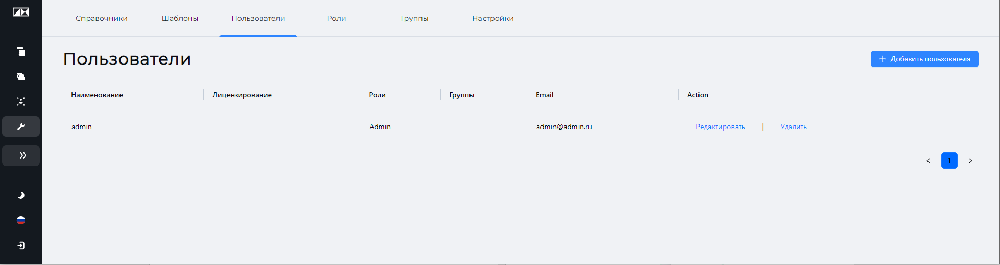 Справочники Шаблоны Пользователи Роли Группы Настройки
Пользователи
Добавить пользователя
Наименование Лицензирование Роли Группы Email Action
admin Admin admin@admin.ru Редактировать | Удалить
< 1 >